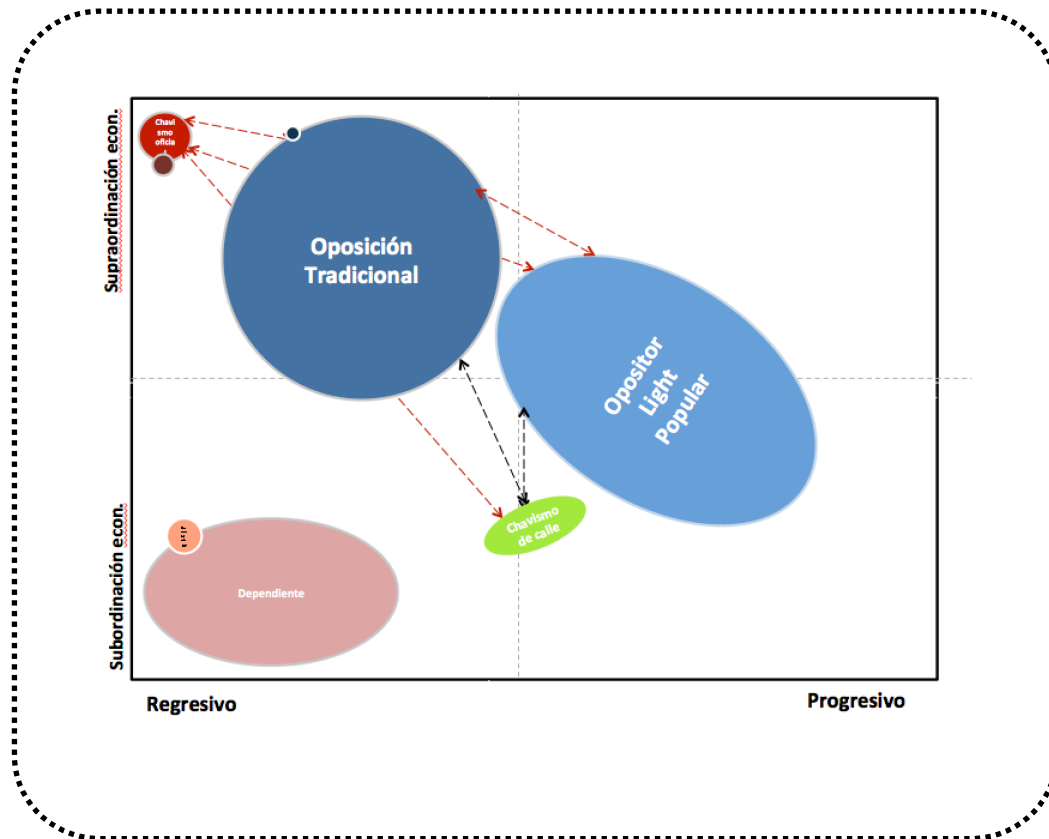 Supraordinación econ.
Chavi
smo
oficia
l
Oposición
Tradicional
Opositor
Light
Popular
Chavismo
de calle
Dependiente
Subordinación econ.
Regresivo
Progresivo